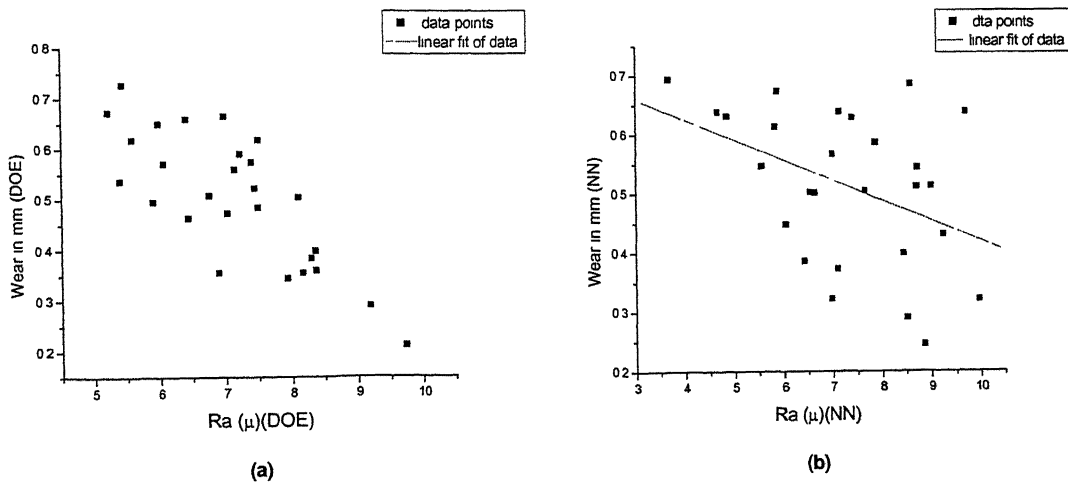 data points
linear fit of data
0 8
0 7
0 6
0 5
0 4
0 3
0 2
Wear in mm (DOE)
5 6 7 8 9 10
Ra (μ)(DOE)
(a)
dta points
linear fit of data
0 7
0 6
0 5
0 4
0 3
0 2
Wear in mm (NN)
3 4 5 6 7 8 9 10
Ra (μ)(NN)
(b)